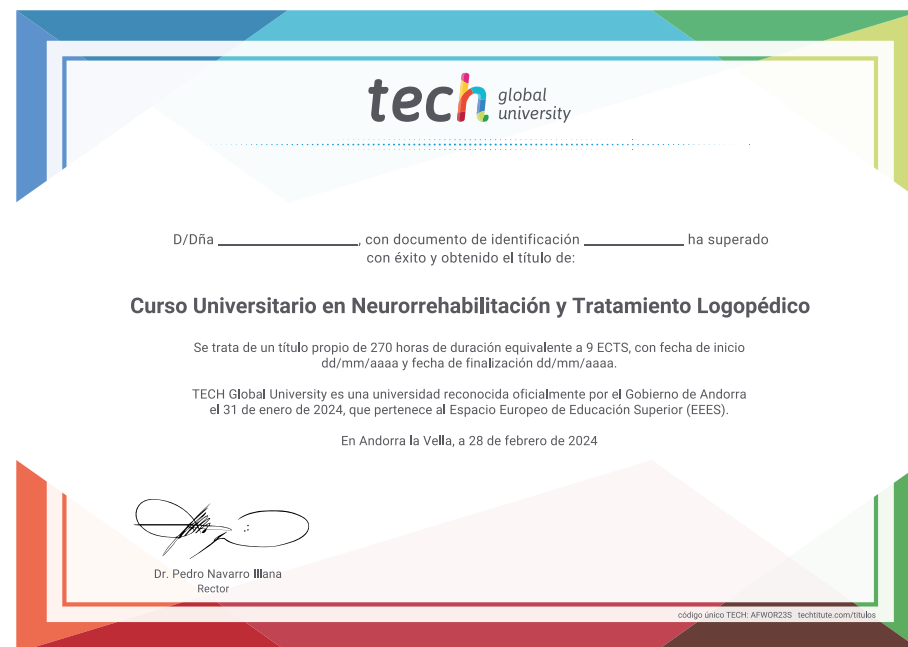 tech global university
D/Dña ____________________, con documento de identificación ______________ ha superado
con éxito y obtenido el título de:
Curso Universitario en Neurorrehabilitación y Tratamiento Logopédico
Se trata de un título propio de 270 horas de duración equivalente a 9 ECTS, con fecha de inicio
dd/mm/aaaa y fecha de finalización dd/mm/aaaa.
TECH Global University es una universidad reconocida oficialmente por el Gobierno de Andorra
el 31 de enero de 2024, que pertenece al Espacio Europeo de Educación Superior (EEES).
En Andorra la Vella, a 28 de febrero de 2024
Dr. Pedro Navarro Illana
Rector
código único TECH: AFWOR23S techtitute.com/titulos